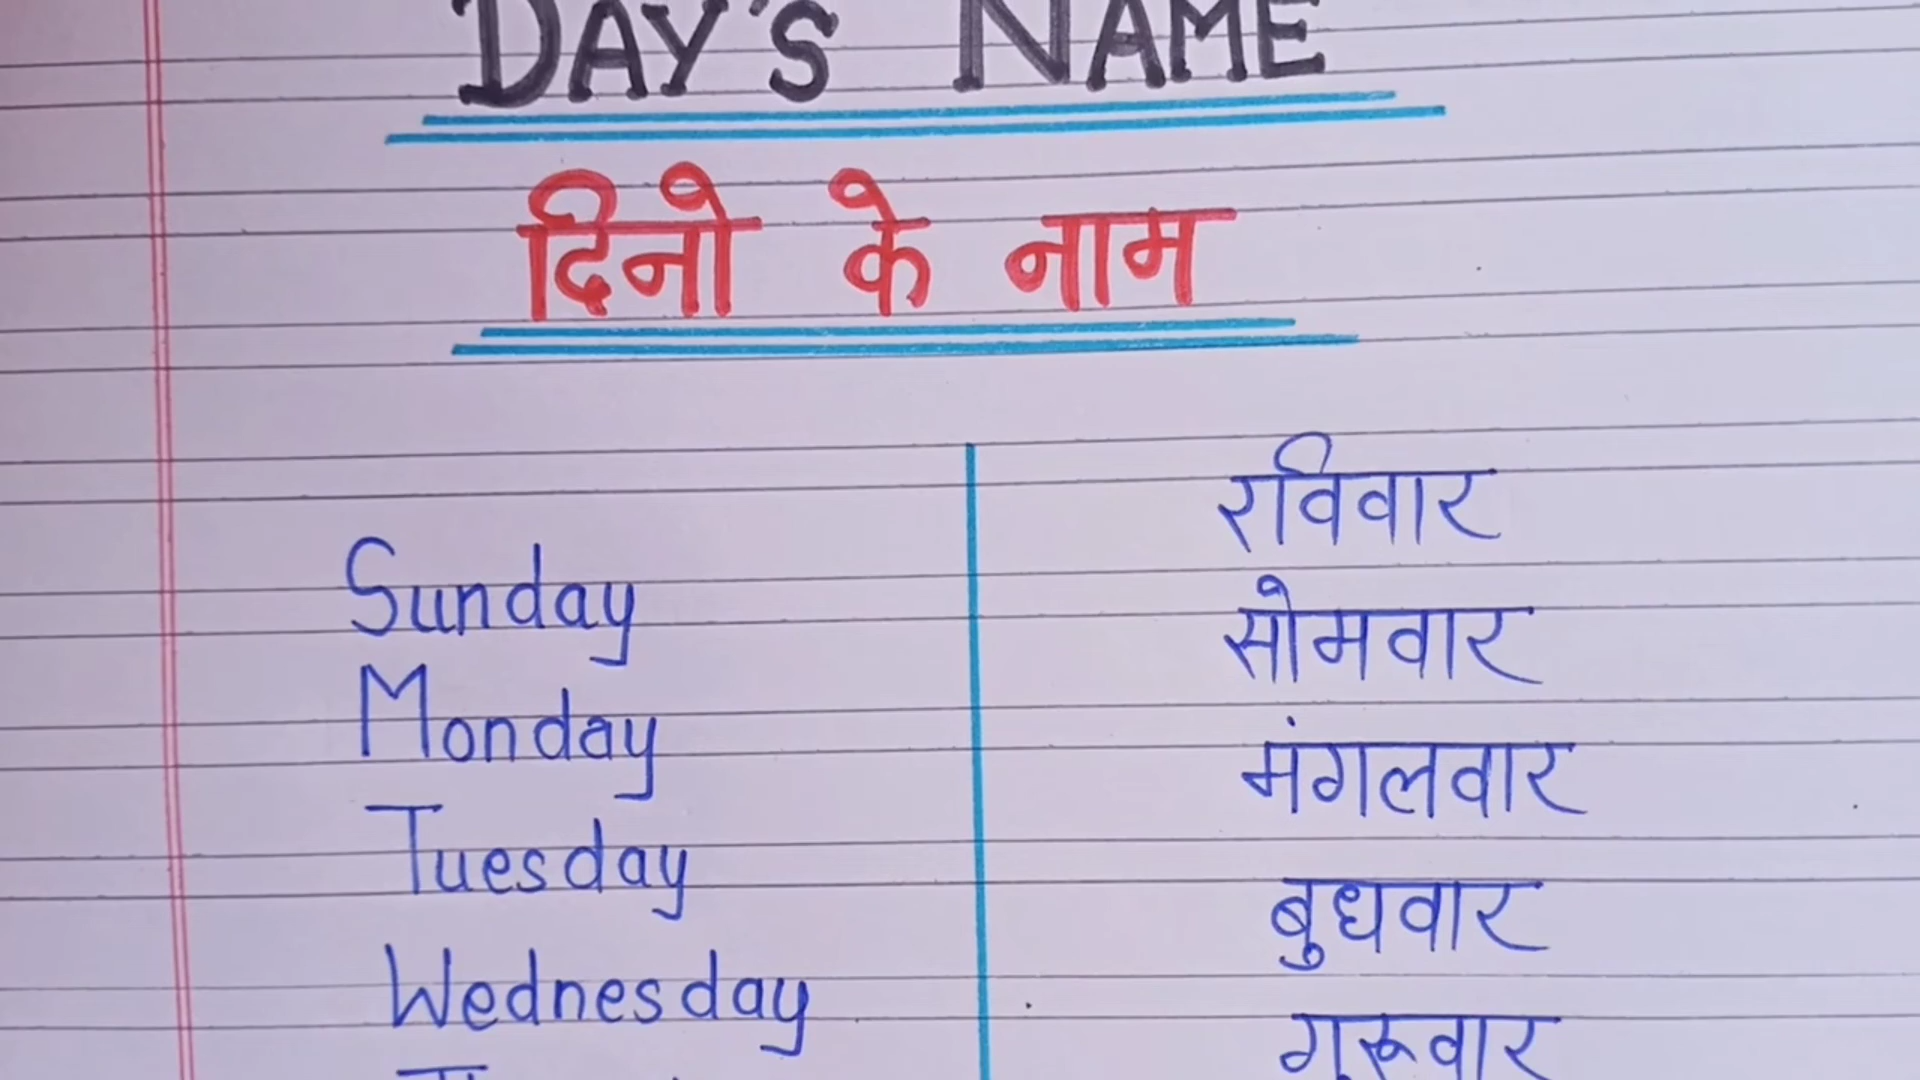 DAY'S NAME
दिनो के नाम
रविवार
Sunday
सोमवार
Monday
मंगलवार
Tuesday
बुधवार
Wednesday
गुरूवार